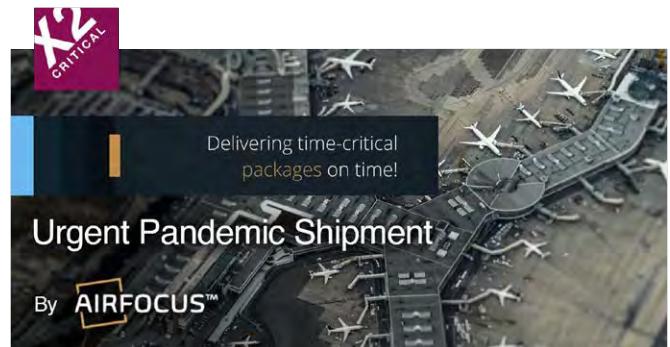 X2
CRITICAL
Delivering time-critical
packages on time!
Urgent Pandemic Shipment
By AIRFOCUS™